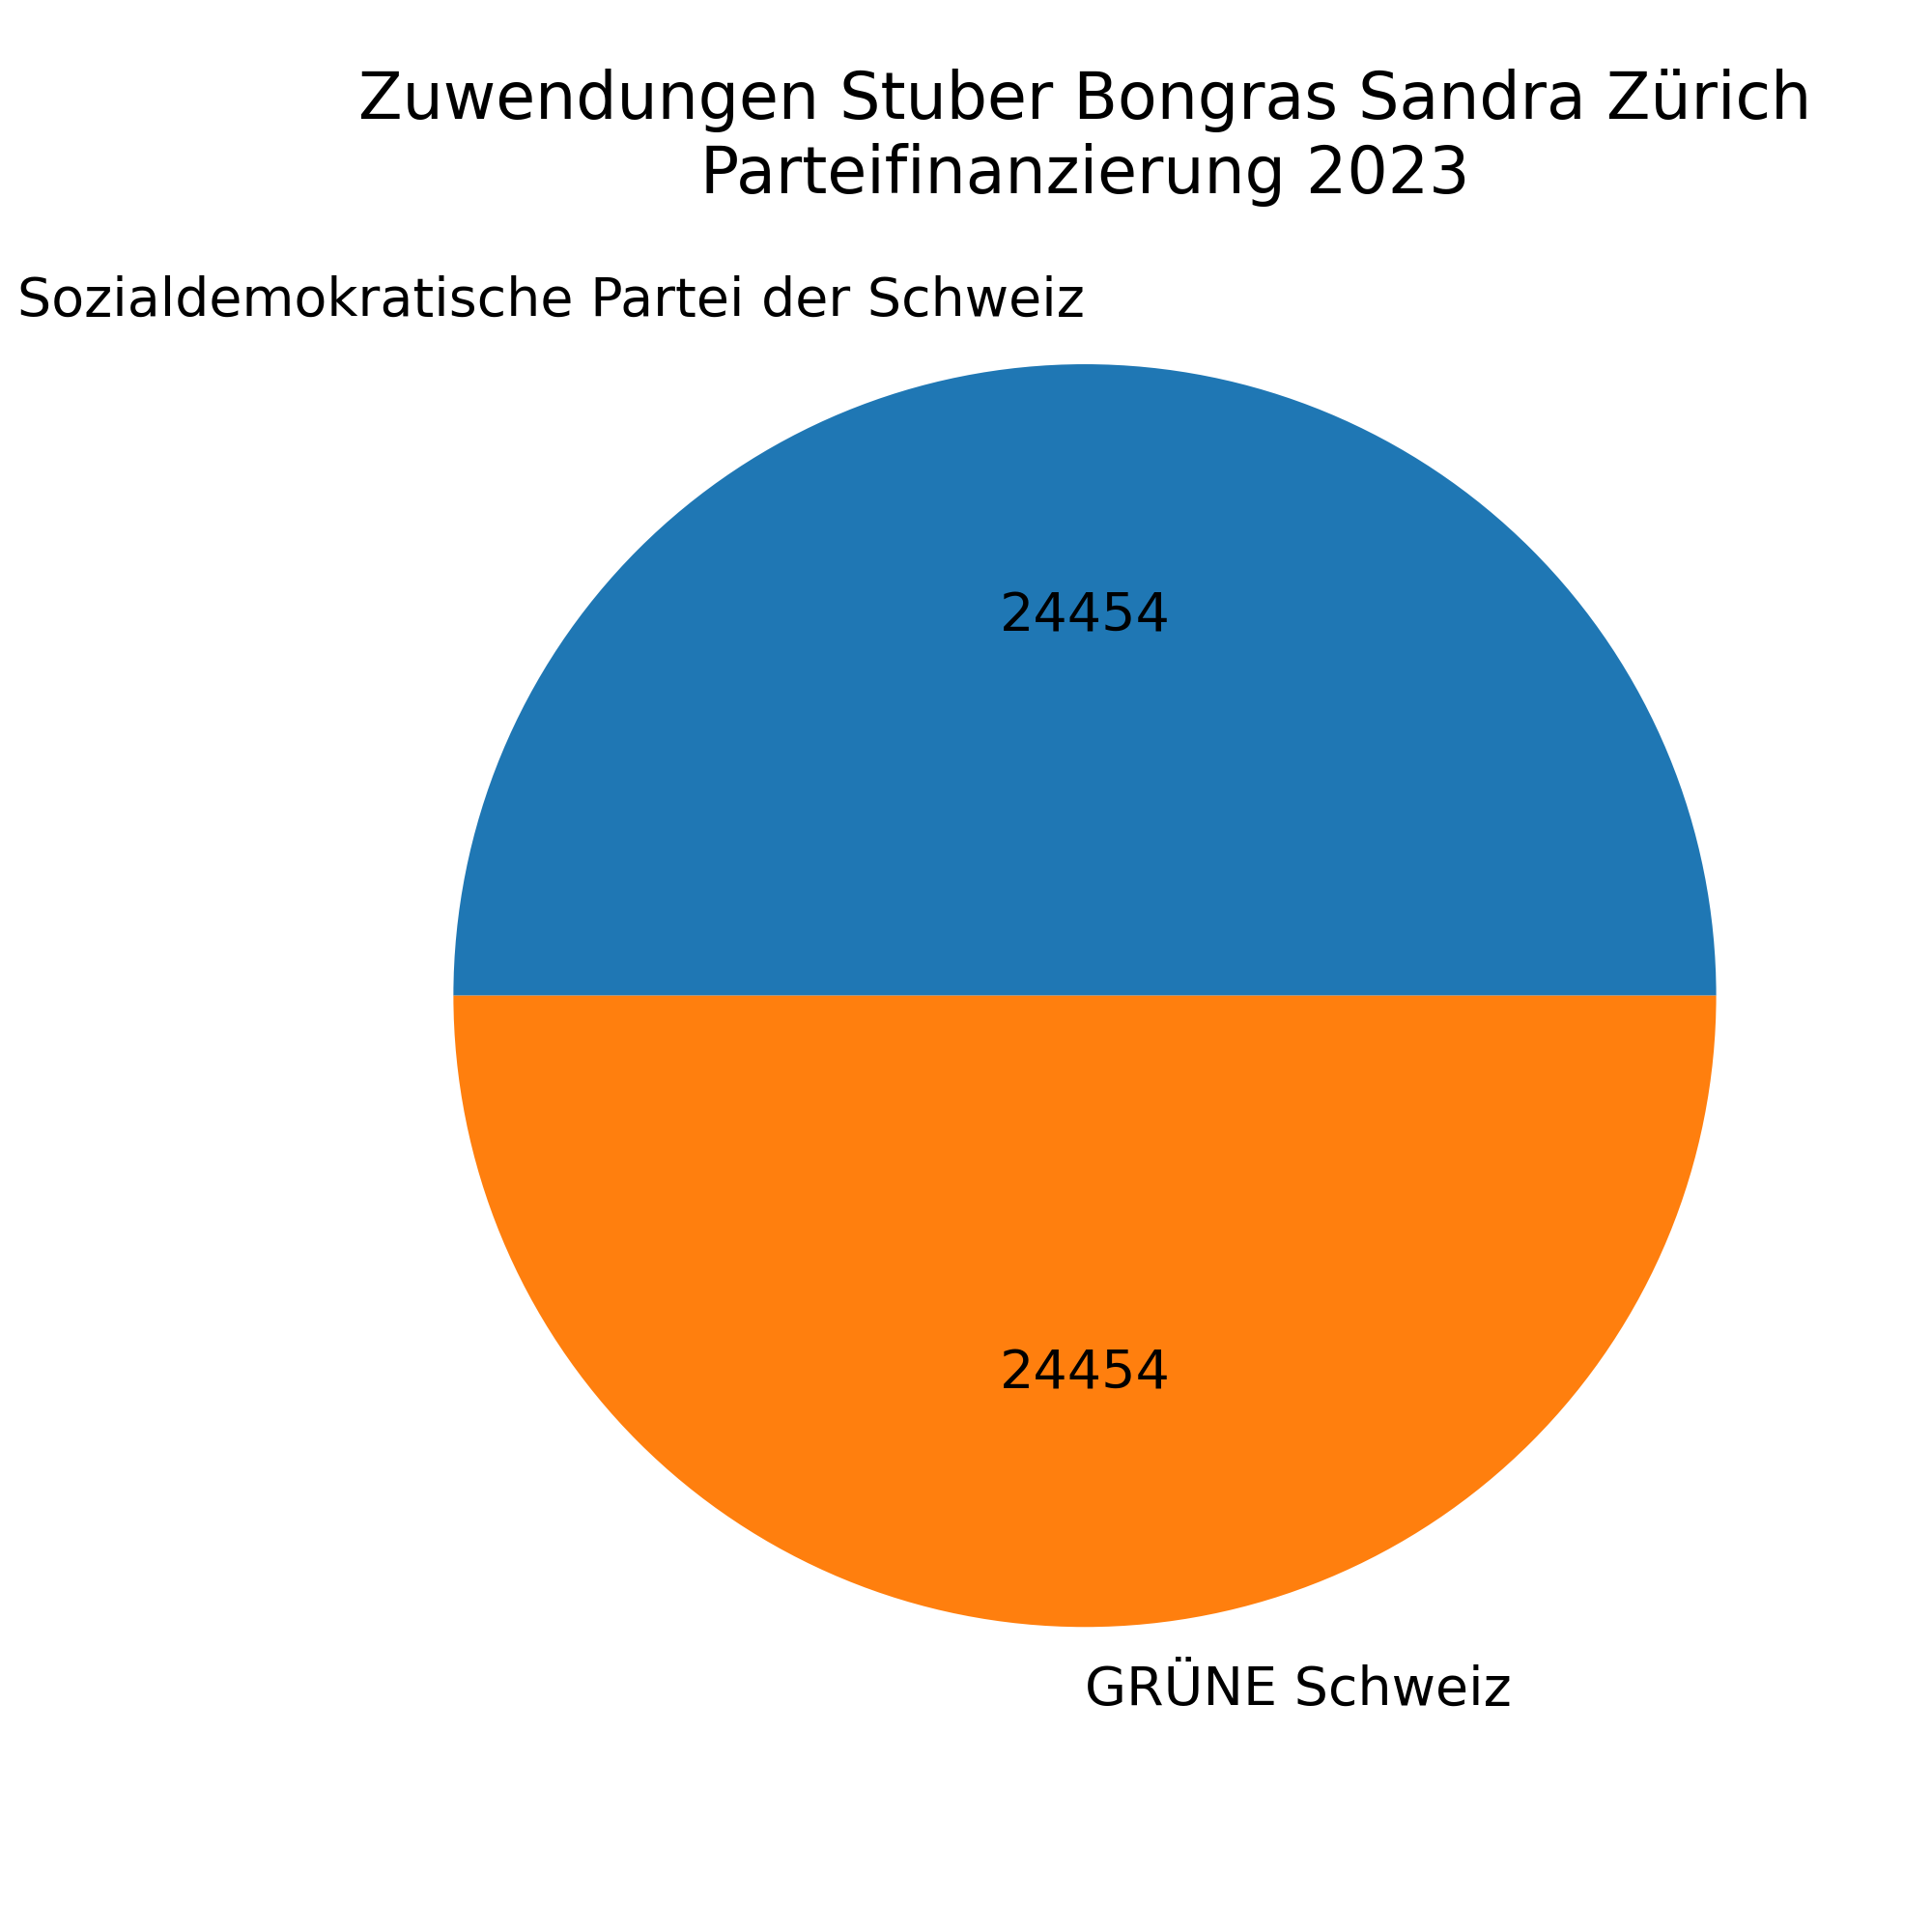 Zuwendungen Stuber Bongras Sandra Zürich
Parteifinanzierung 2023
Sozialdemokratische Partei der Schweiz
24454
24454
GRÜNE Schweiz